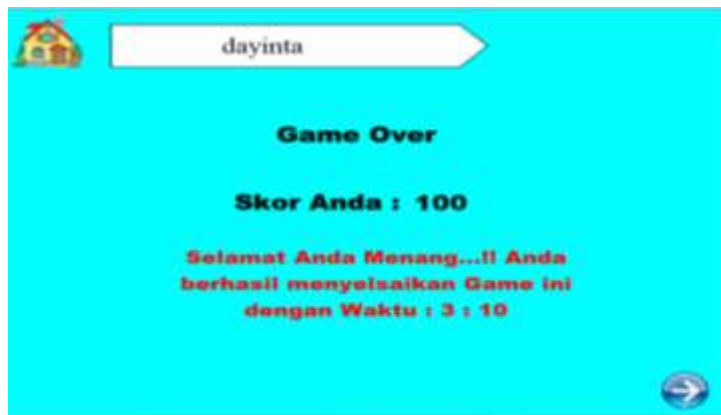 dayinta
Game Over
Skor Anda : 100
Selamat Anda Menang...!! Anda
berhasil menyelsaikan Game ini
dengan Waktu : 3 : 10